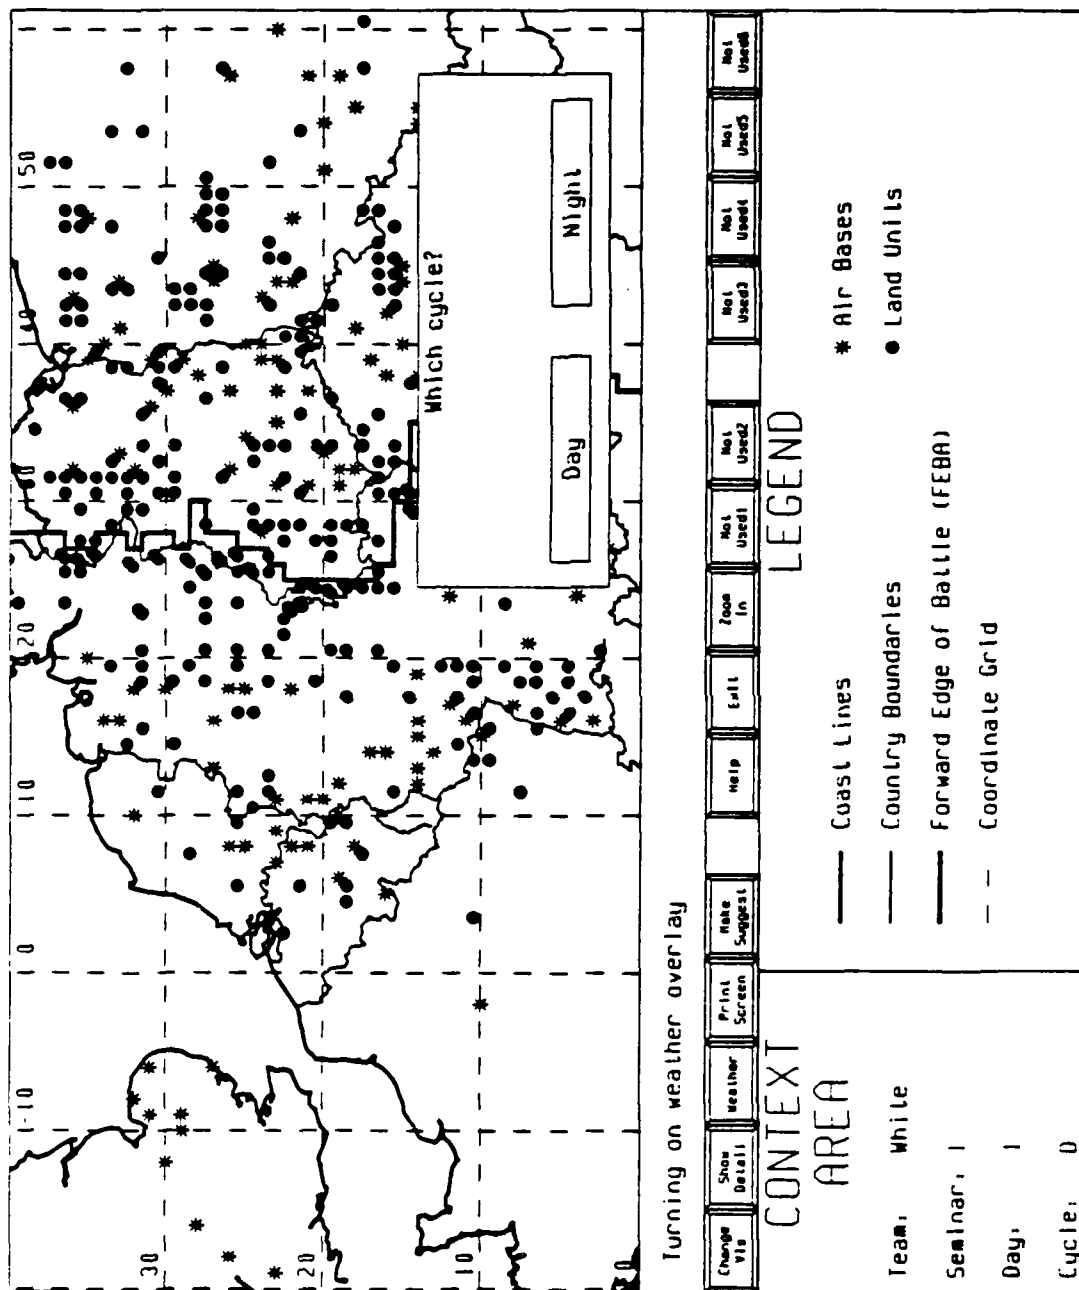 -10 0 10 20 50
30
20
10
0
Which cycle?
Day Night
Turning on weather overlay
Change Vis
Show Detail
Weather
Print Screen
Make Suggest
Help
Exit
Zoom In
Not Used1
Not Used2
Not Used3
Not Used4
Not Used5
Not Used6
CONTEXT AREA
Team: White
Seminar: 1
Day: 1
Cycle: D
LEGEND
Coast Lines
Country Boundaries
Forward Edge of Battle (FEBA)
Coordinate Grid
Air Bases
Land Units